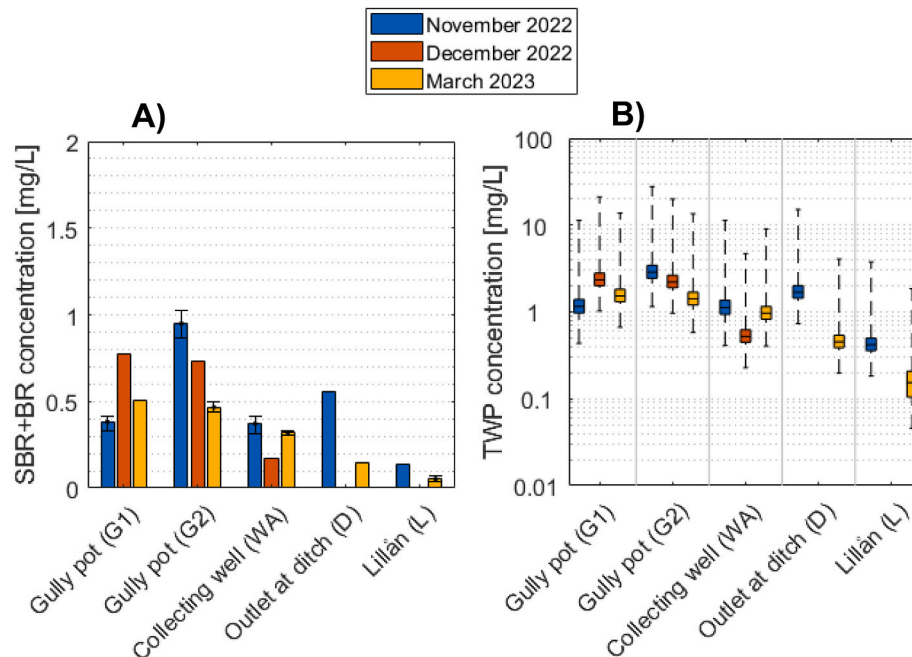 November 2022
December 2022
March 2023
A)
B)
SBR+BR concentration [mg/L]
2
1.5
1
0.5
0
Gully pot (G1)
Gully pot (G2)
Collecting well (WA)
Outlet at ditch (D)
Lillån (L)
TWP concentration [mg/L]
100
10
1
0.1
0.01
Gully pot (G1)
Gully pot (G2)
Collecting well (WA)
Outlet at ditch (D)
Lillån (L)